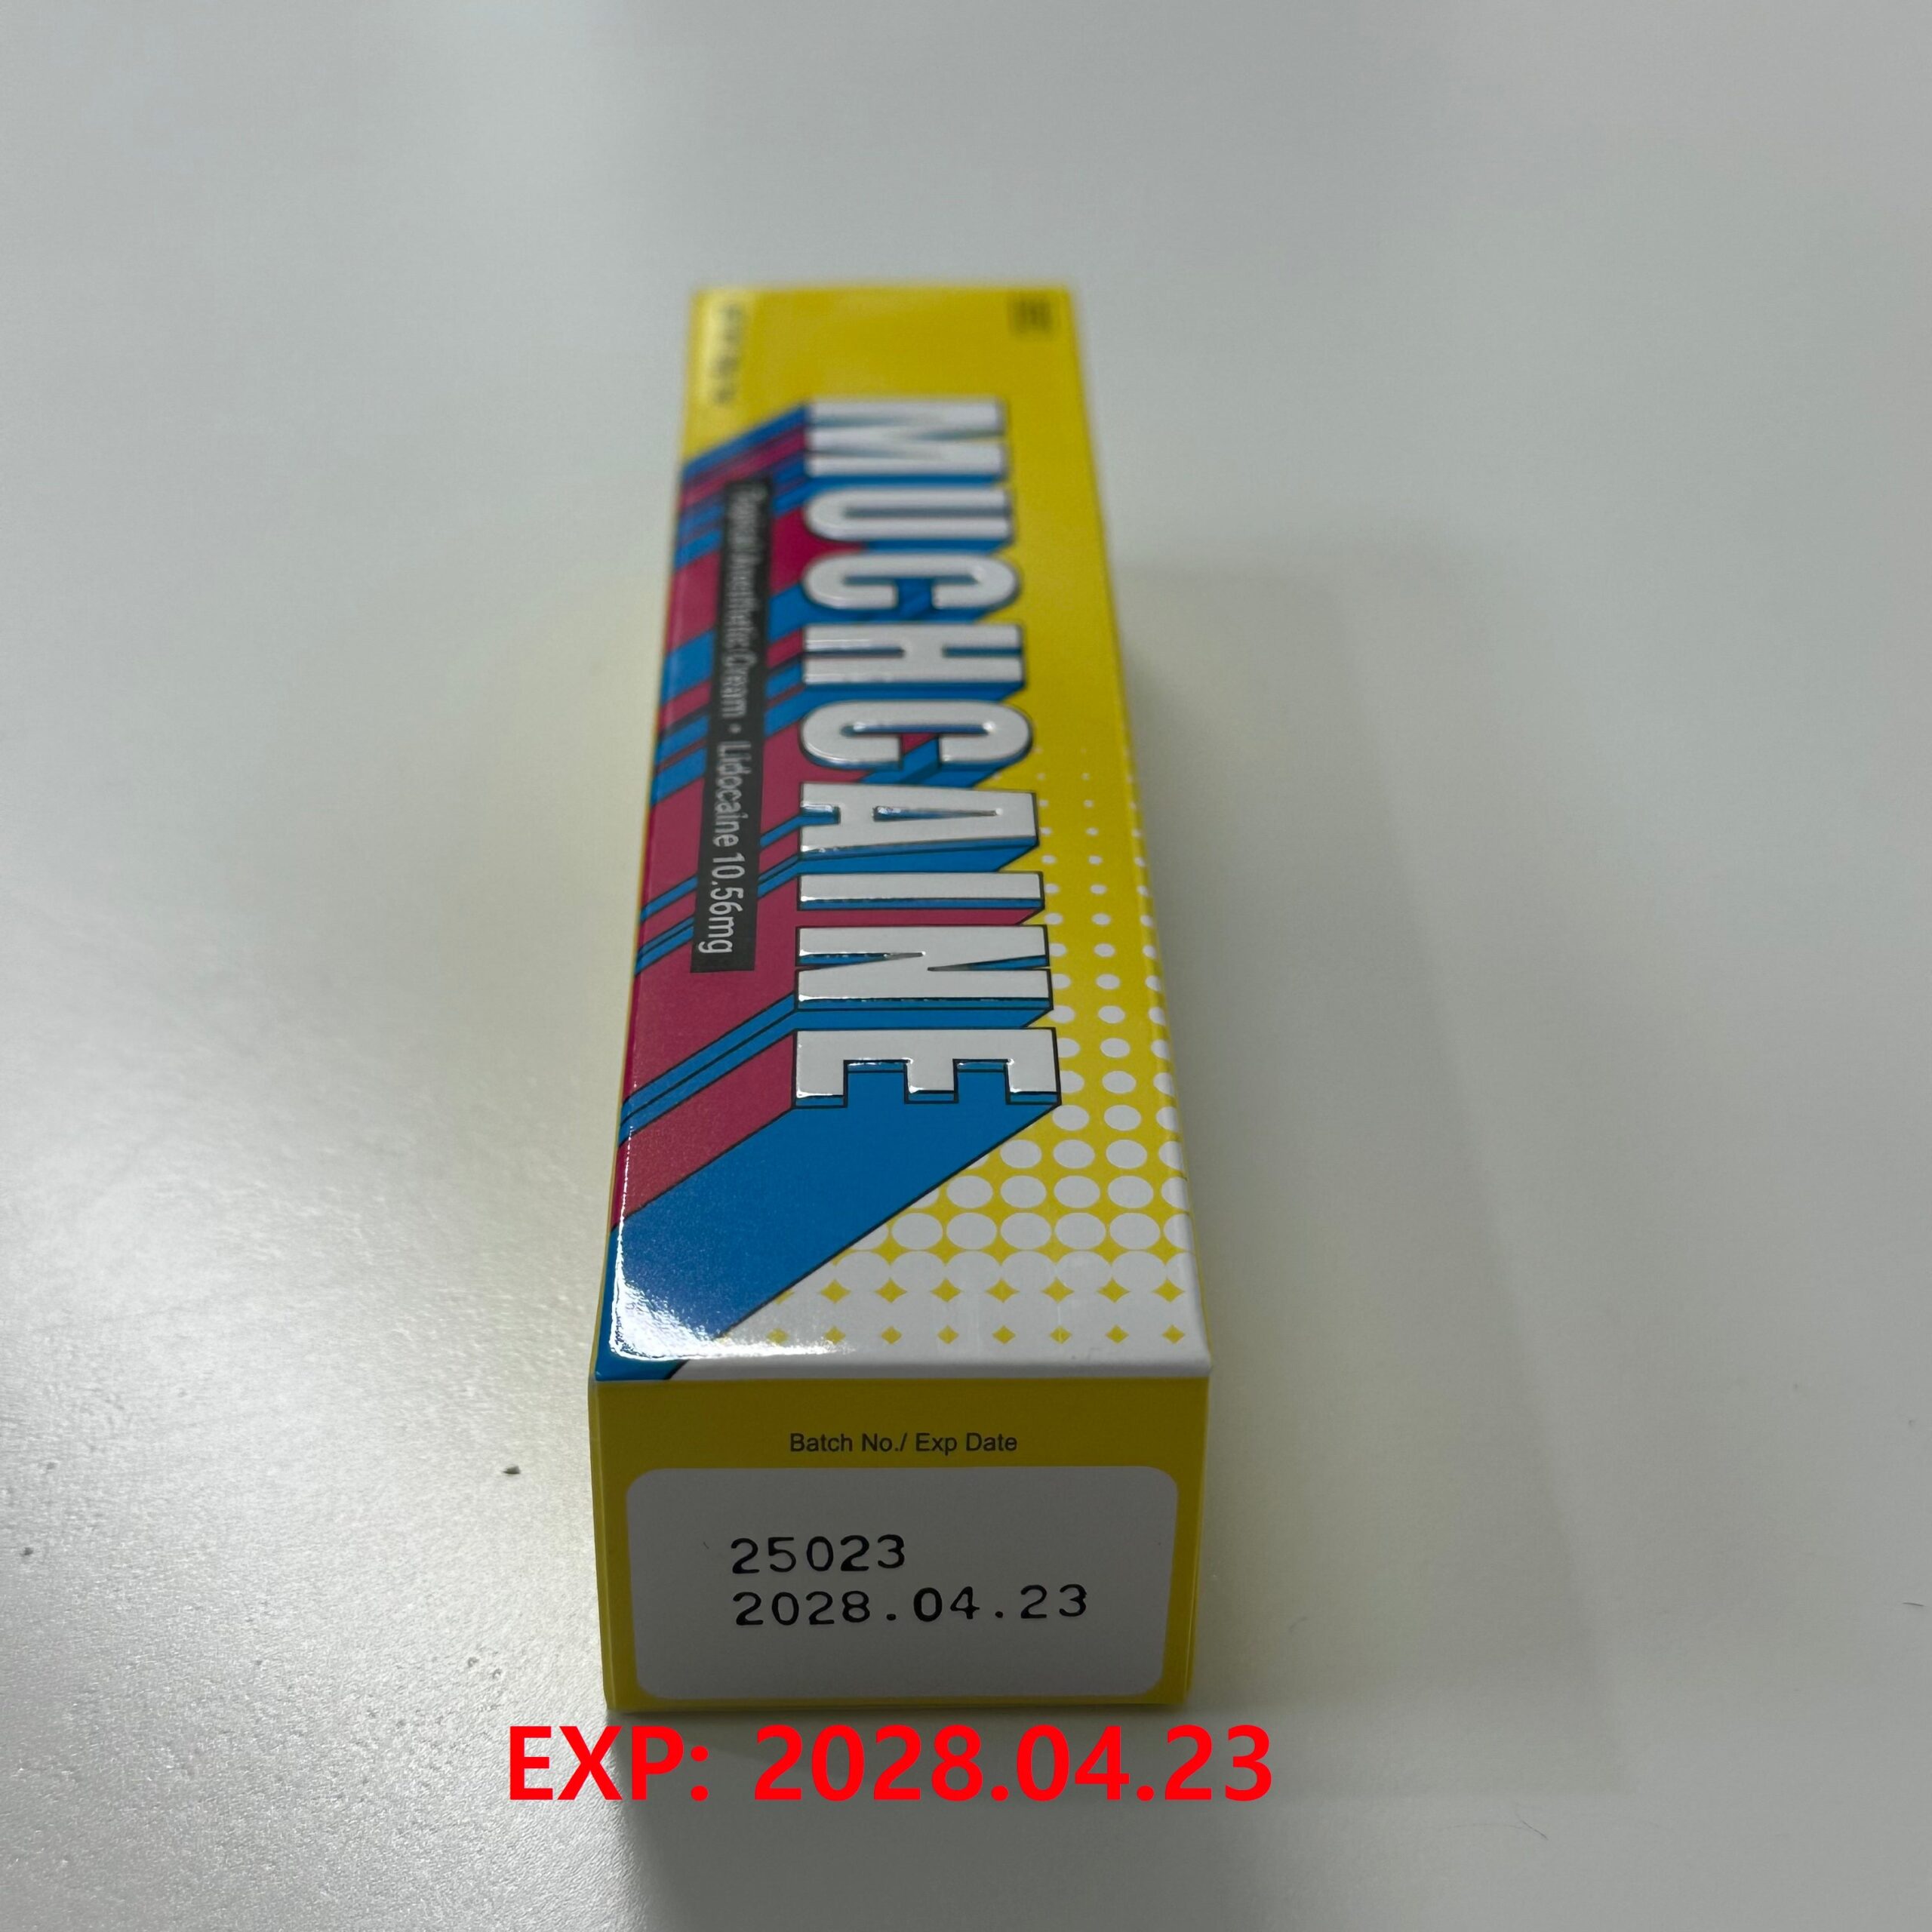 MUCHCAINE
Topical Anesthetic Cream • Lidocaine 10.56mg
Batch No./ Exp Date
25023
2028.04.23
EXP: 2028.04.23